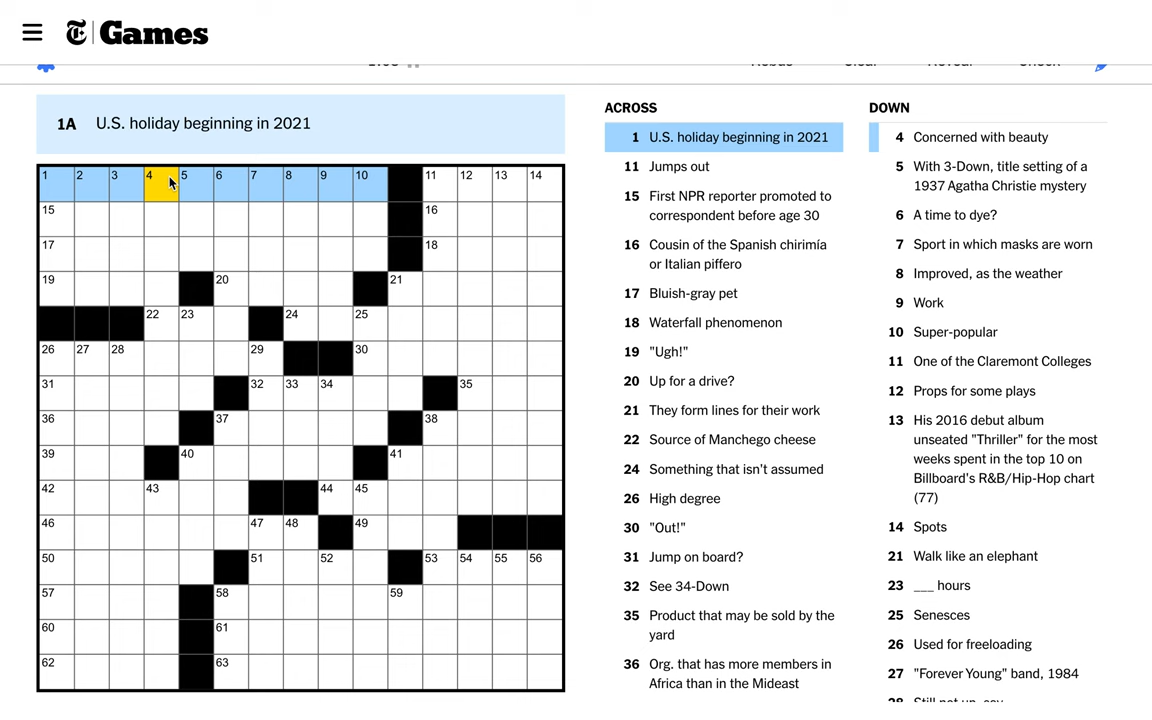 Games
1A U.S. holiday beginning in 2021
1 2 3 4 5 6 7 8 9 10 11 12 13 14
15 16
17 18
19 20 21
22 23 24 25
26 27 28 29 30
31 32 33 34 35
36 37 38
39 40 41
42 43 44 45
46 47 48 49
50 51 52 53 54 55 56
57 58 59
60 61
62 63
ACROSS
1 U.S. holiday beginning in 2021
11 Jumps out
15 First NPR reporter promoted to
correspondent before age 30
16 Cousin of the Spanish chirimía
or Italian piffero
17 Bluish-gray pet
18 Waterfall phenomenon
19 "Ugh!"
20 Up for a drive?
21 They form lines for their work
22 Source of Manchego cheese
24 Something that isn't assumed
26 High degree
30 "Out!"
31 Jump on board?
32 See 34-Down
35 Product that may be sold by the
yard
36 Org. that has more members in
Africa than in the Mideast
DOWN
4 Concerned with beauty
5 With 3-Down, title setting of a
1937 Agatha Christie mystery
6 A time to dye?
7 Sport in which masks are worn
8 Improved, as the weather
9 Work
10 Super-popular
11 One of the Claremont Colleges
12 Props for some plays
13 His 2016 debut album
unseated "Thriller" for the most
weeks spent in the top 10 on
Billboard's R&B/Hip-Hop chart
(77)
14 Spots
21 Walk like an elephant
23 ___ hours
25 Senesces
26 Used for freeloading
27 "Forever Young" band, 1984